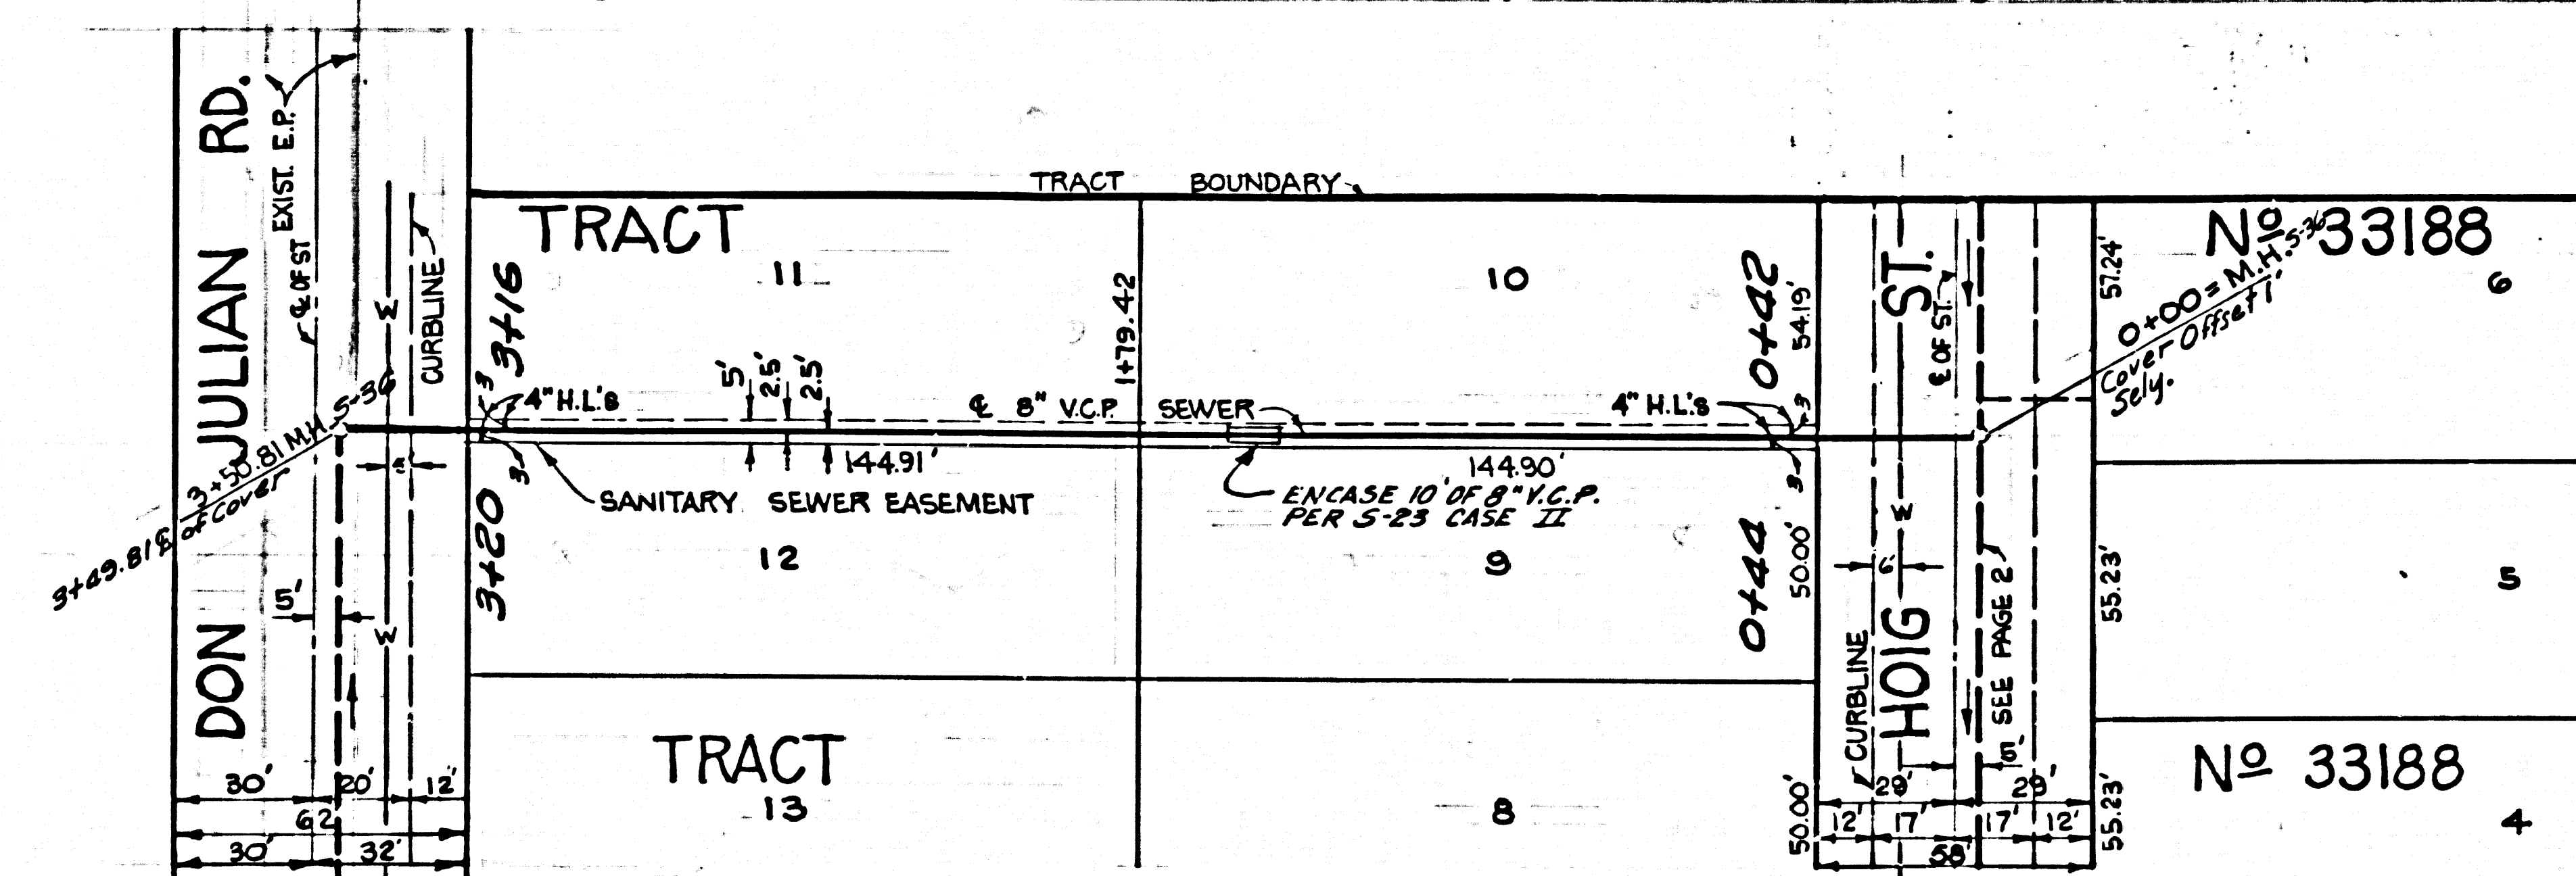 DON JULIAN RD.
EXIST. E.P.
℄ OF ST
CURBLINE
W
W
3+50.81 M.H. S-36
3+49.81 ℄ of Cover
5'
30' 20' 12'
62
30' 32'
TRACT BOUNDARY
TRACT
11
10
3+16
3+20
4" H.L.'s
3
3
5'
2.5'
2.5'
℄ 8" V.C.P. SEWER
1+79.42
144.91'
144.90'
SANITARY SEWER EASEMENT
ENCASE 10' OF 8" V.C.P.
PER S-23 CASE II
4" H.L.'s
3
3
0+42
0+44
54.19'
50.00'
50.00'
12
9
TRACT
13
8
HOIG ST.
℄ OF ST.
W
6'
CURBLINE
SEE PAGE 2
5'
29' 29'
12' 17' 17' 12'
58'
57.24'
55.23'
55.23'
Nº 33188
6
0+00 = M.H. S-36
Cover Offset 1'
Sely.
5
Nº 33188
4